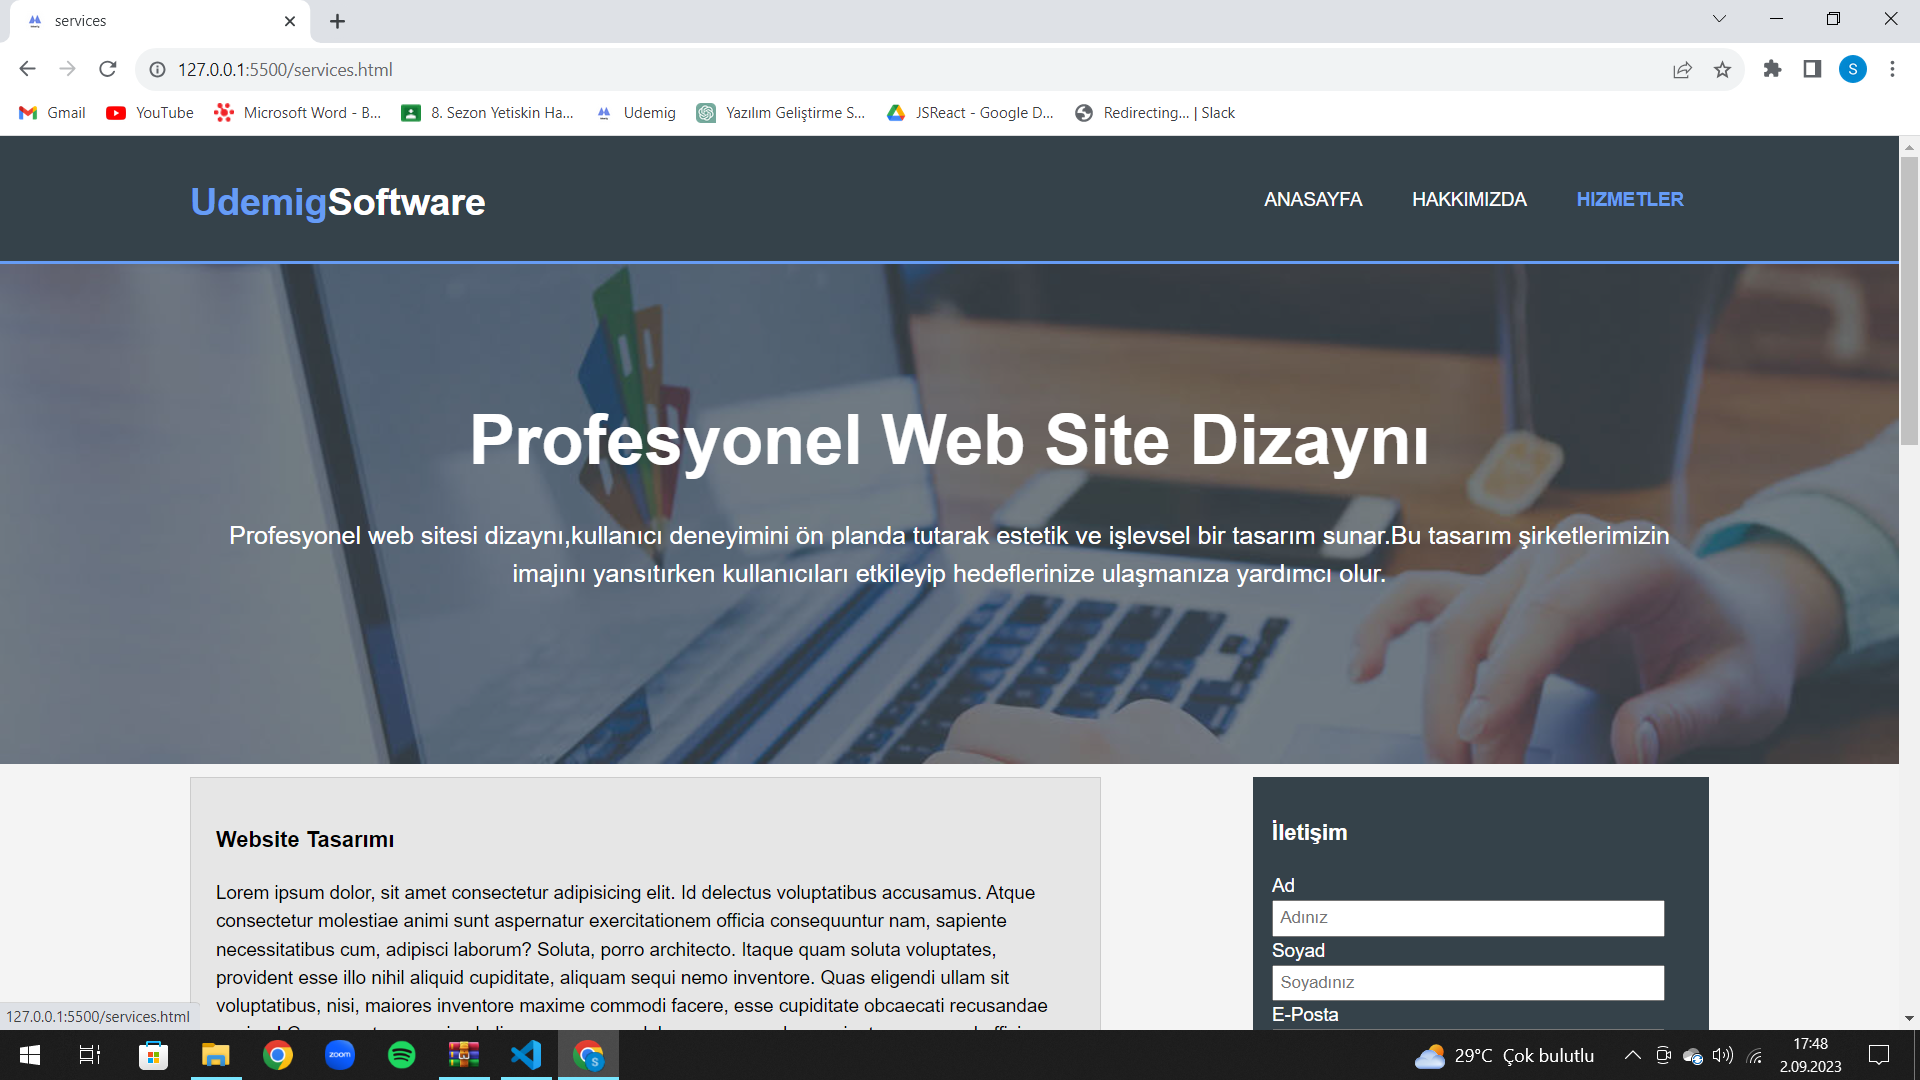 services
127.0.0.1:5500/services.html
S
Gmail
YouTube
Microsoft Word - B...
8. Sezon Yetiskin Ha...
Udemig
Yazılım Geliştirme S...
JSReact - Google D...
Redirecting... | Slack
UdemigSoftware
ANASAYFA
HAKKIMIZDA
HIZMETLER
Profesyonel Web Site Dizaynı
Profesyonel web sitesi dizaynı,kullanıcı deneyimini ön planda tutarak estetik ve işlevsel bir tasarım sunar.Bu tasarım şirketlerimizin
imajını yansıtırken kullanıcıları etkileyip hedeflerinize ulaşmanıza yardımcı olur.
Website Tasarımı
Lorem ipsum dolor, sit amet consectetur adipisicing elit. Id delectus voluptatibus accusamus. Atque
consectetur molestiae animi sunt aspernatur exercitationem officia consequuntur nam, sapiente
necessitatibus cum, adipisci laborum? Soluta, porro architecto. Itaque quam soluta voluptates,
provident esse illo nihil aliquid cupiditate, aliquam sequi nemo inventore. Quas eligendi ullam sit
voluptatibus, nisi, maiores inventore maxime commodi facere, esse cupiditate obcaecati recusandae
İletişim
Ad
Adınız
Soyad
Soyadınız
E-Posta
127.0.0.1:5500/services.html
zoom
S
29°C Çok bulutlu
17:48
2.09.2023